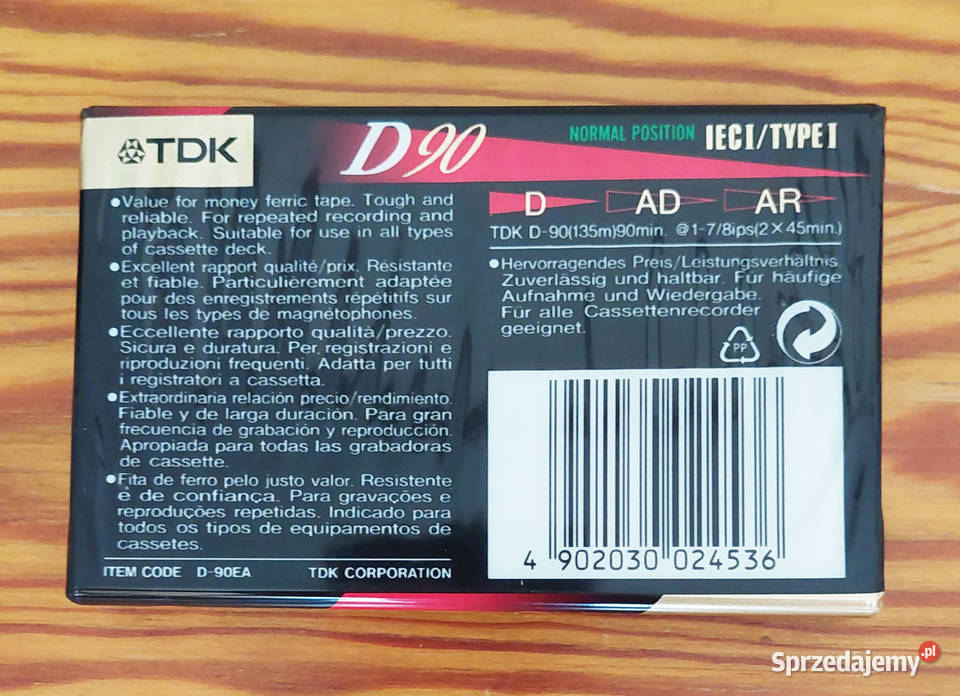 TDK
D90
NORMAL POSITION IECI/TYPE I
•Value for money ferric tape. Tough and
reliable. For repeated recording and
playback. Suitable for use in all types
of cassette deck.
•Excellent rapport qualité/prix. Résistante
et fiable. Particulièrement adaptée
pour des enregistrements répétitifs sur
tous les types de magnétophones.
•Eccellente rapporto qualità/prezzo.
Sicura e duratura. Per registrazioni e
riproduzioni frequenti. Adatta per tutti
i registratori a cassetta.
•Extraordinaria relación precio/rendimiento.
Fiable y de larga duración. Para gran
frecuencia de grabación y reproducción.
Apropiada para todas las grabadoras
de cassette.
•Fita de ferro pelo justo valor. Resistente
e de confiança. Para gravações e
reproduções repetidas. Indicado para
todos os tipos de equipamentos de
cassetes.
ITEM CODE D-90EA TDK CORPORATION
D AD AR
TDK D-90(135m)90min. @1-7/8ips(2×45min.)
•Hervorragendes Preis/Leistungsverhältnis.
Zuverlässig und haltbar. Für häufige
Aufnahme und Wiedergabe.
Für alle Cassettenrecorder
geeignet.
PP
4 902030 024536
Sprzedajemy.pl